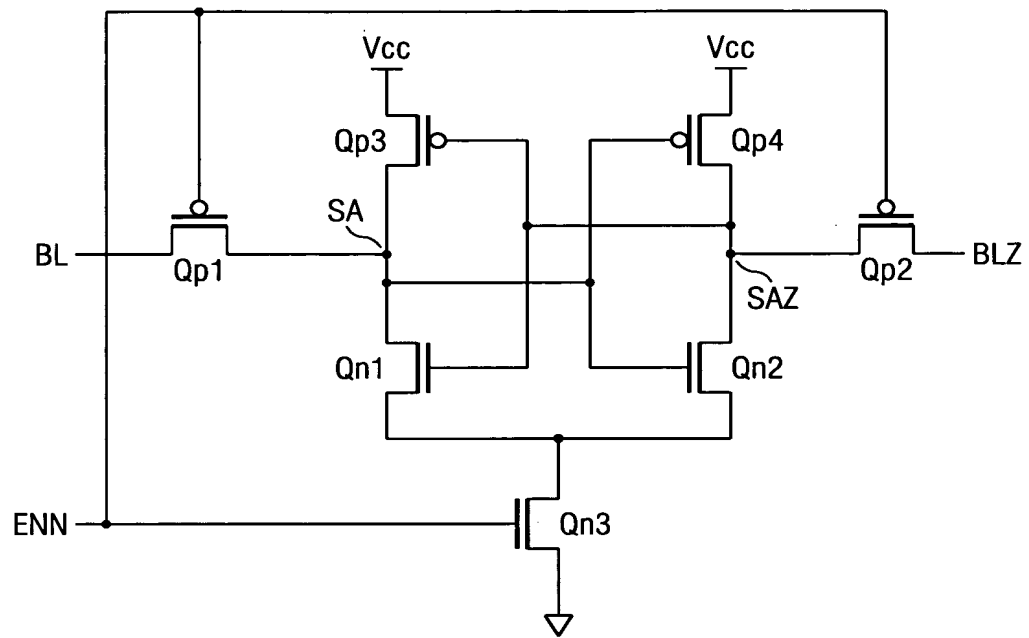 Vcc
Vcc
Qp3
Qp4
SA
BL
Qp1
Qp2
BLZ
SAZ
Qn1
Qn2
ENN
Qn3